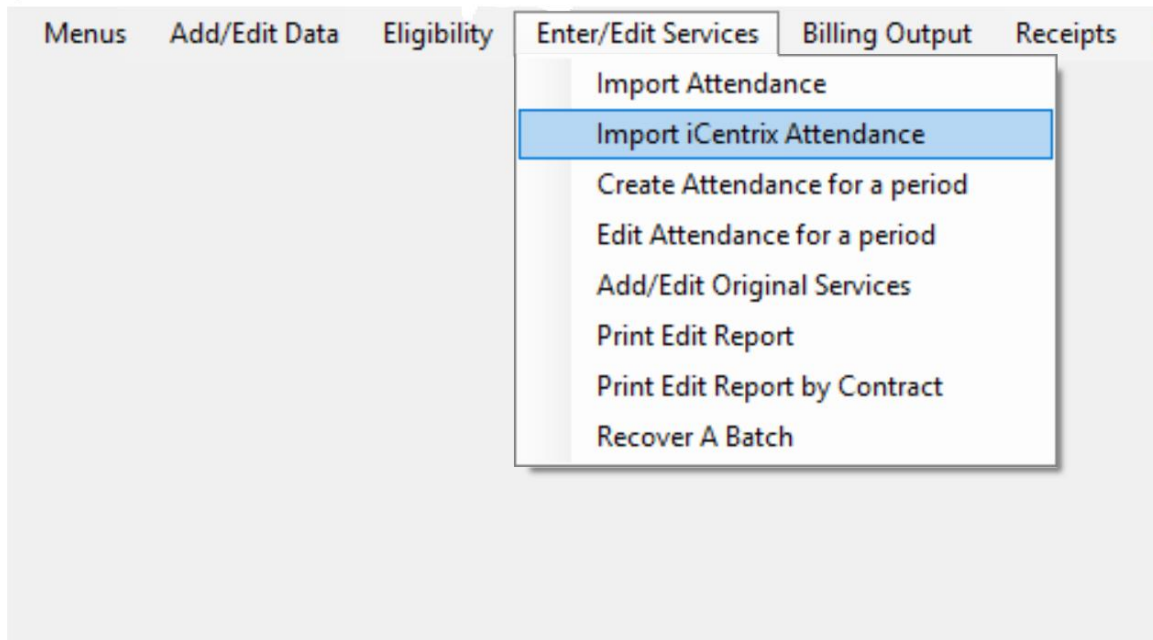 Menus Add/Edit Data Eligibility Enter/Edit Services Billing Output Receipts
Import Attendance
Import iCentrix Attendance
Create Attendance for a period
Edit Attendance for a period
Add/Edit Original Services
Print Edit Report
Print Edit Report by Contract
Recover A Batch